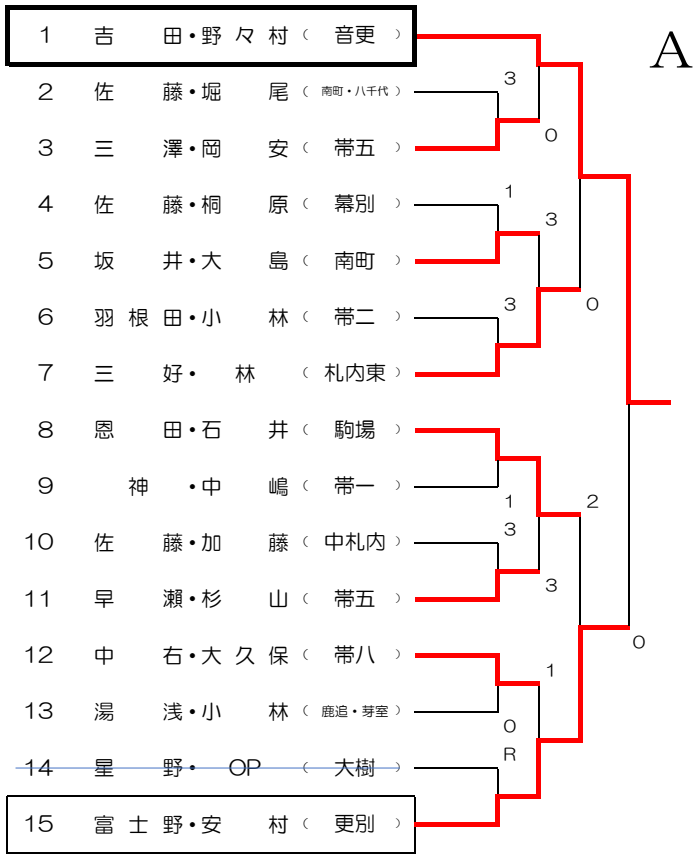 A
1 吉田・野々村（音更）
2 佐藤・堀尾（南町・八千代）
3
3 三澤・岡安（帯五）
0
4 佐藤・桐原（幕別）
1
3
5 坂井・大島（南町）
6 羽根田・小林（帯二）
3
0
7 三好・林（札内東）
8 恩田・石井（駒場）
9 神・中嶋（帯一）
1
2
10 佐藤・加藤（中札内）
3
11 早瀬・杉山（帯五）
3
12 中右・大久保（帯八）
1
0
13 湯浅・小林（鹿追・芽室）
0
14 星野・OP（大樹）
R
15 富士野・安村（更別）